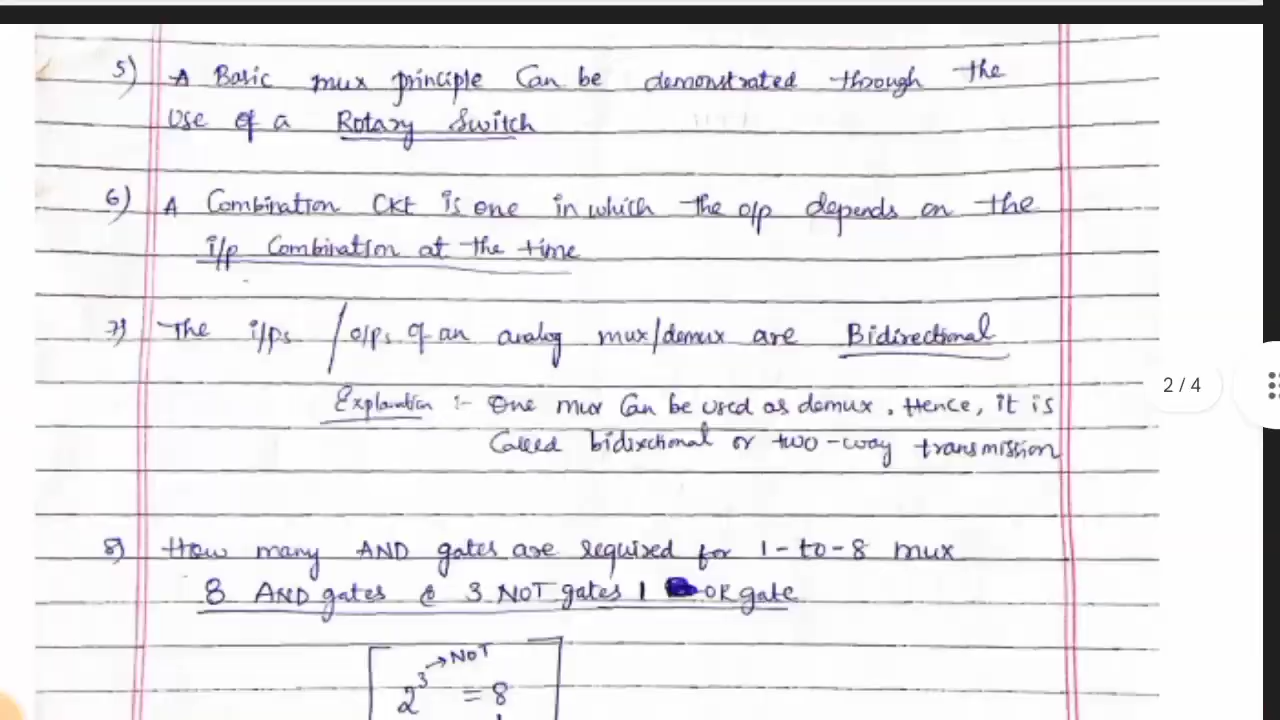 5) A Basic mux principle Can be demonstrated through the
Use of a Rotary Switch
6) A Combination CKt is one in which the o/p depends on the
i/p Combination at the time
7) The i/ps / o/ps of an analog mux/demux are Bidirectional
Explanation :- One mux Can be used as demux. Hence, it is
Called bidirectional or two-way transmission
2 / 4
8) How many AND gates are required for 1-to-8 mux
8 AND gates @ 3 NOT gates 1 OR gate
→ NOT
2³ = 8